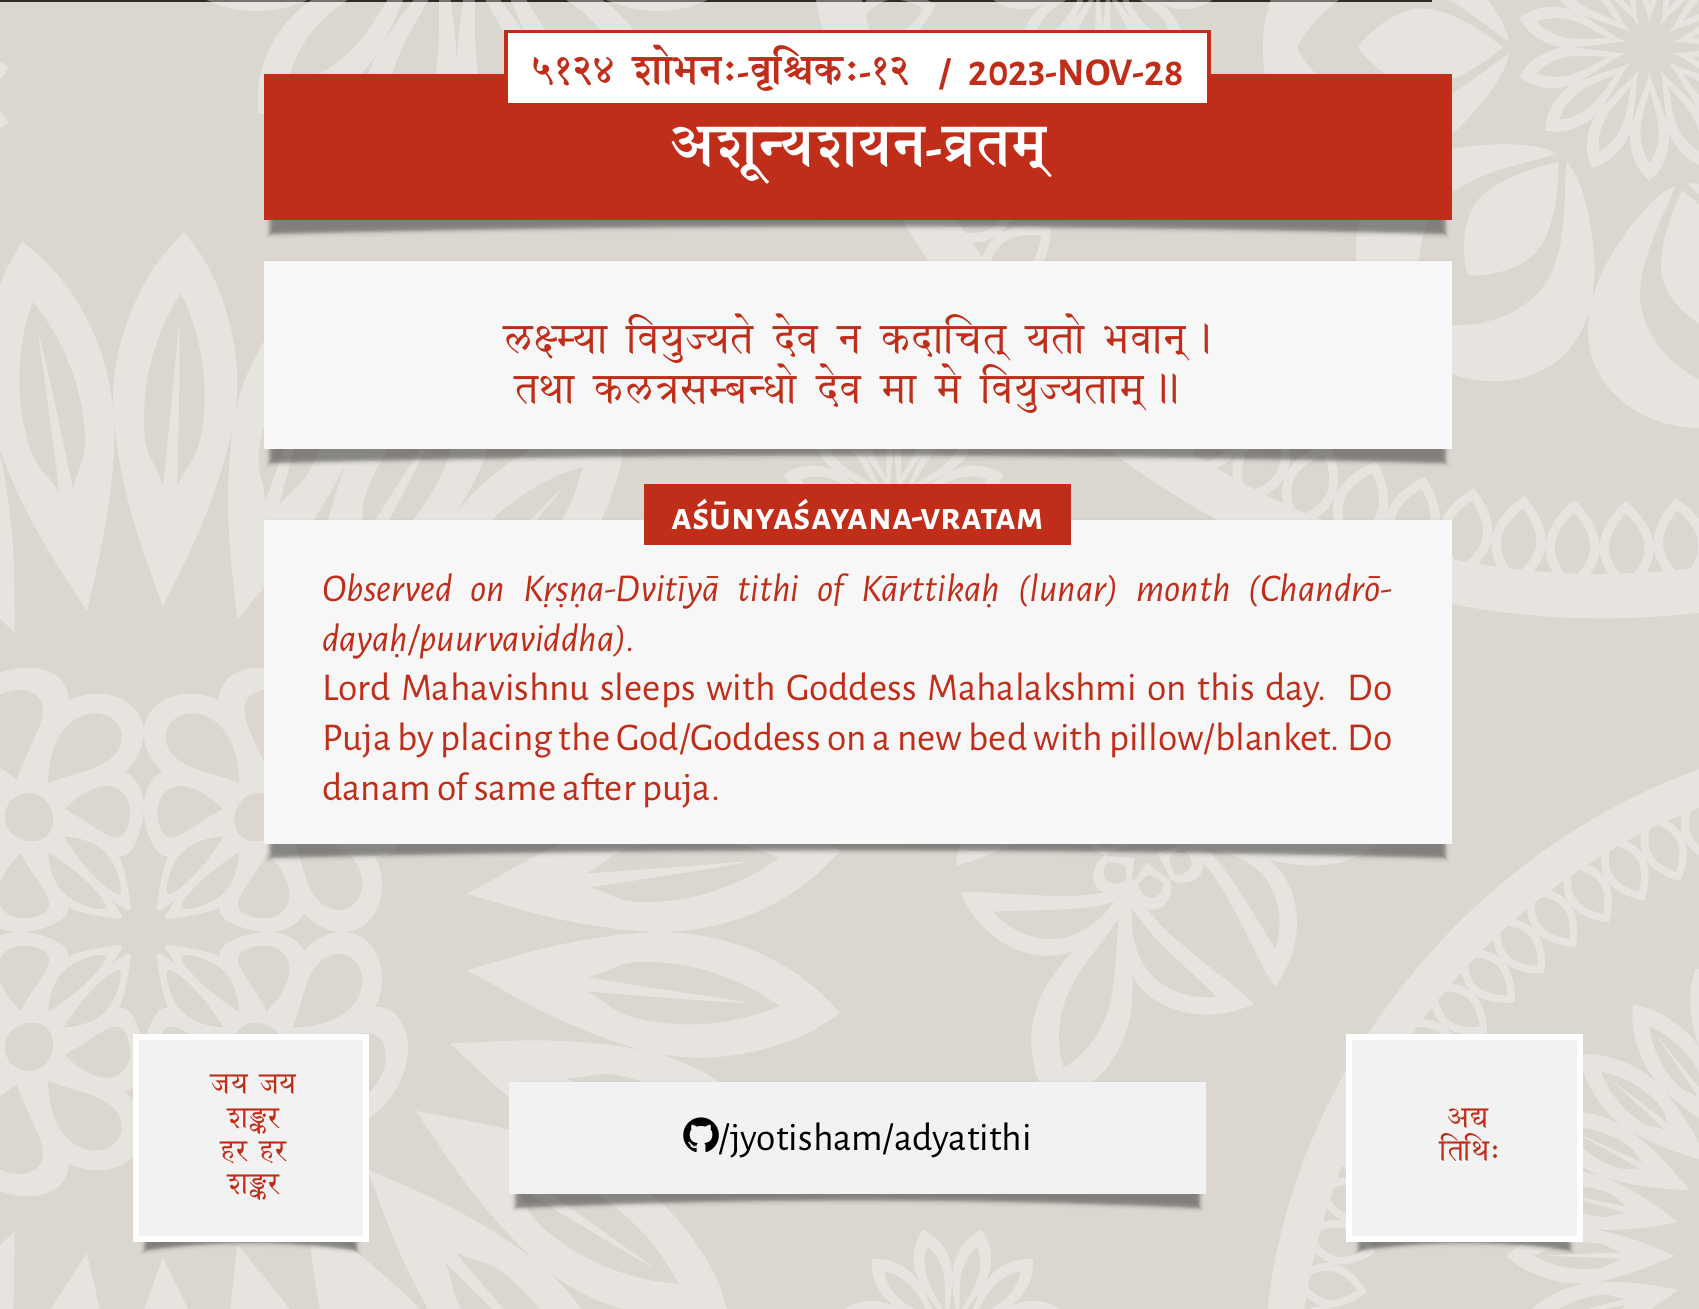 ५१२४ शोभनः-वृश्चिकः-१२ / 2023-NOV-28
अशून्यशयन-व्रतम्
लक्ष्म्या वियुज्यते देव न कदाचित् यतो भवान् ।
तथा कलत्रसम्बन्धो देव मा मे वियुज्यताम् ॥
AŚŪNYAŚAYANA-VRATAM
Observed on Kṛṣṇa-Dvitīyā tithi of Kārttikaḥ (lunar) month (Chandrō-
dayaḥ/puurvaviddha).
Lord Mahavishnu sleeps with Goddess Mahalakshmi on this day. Do
Puja by placing the God/Goddess on a new bed with pillow/blanket. Do
danam of same after puja.
जय जय
शङ्कर
हर हर
शङ्कर
/jyotisham/adyatithi
अद्य
तिथिः